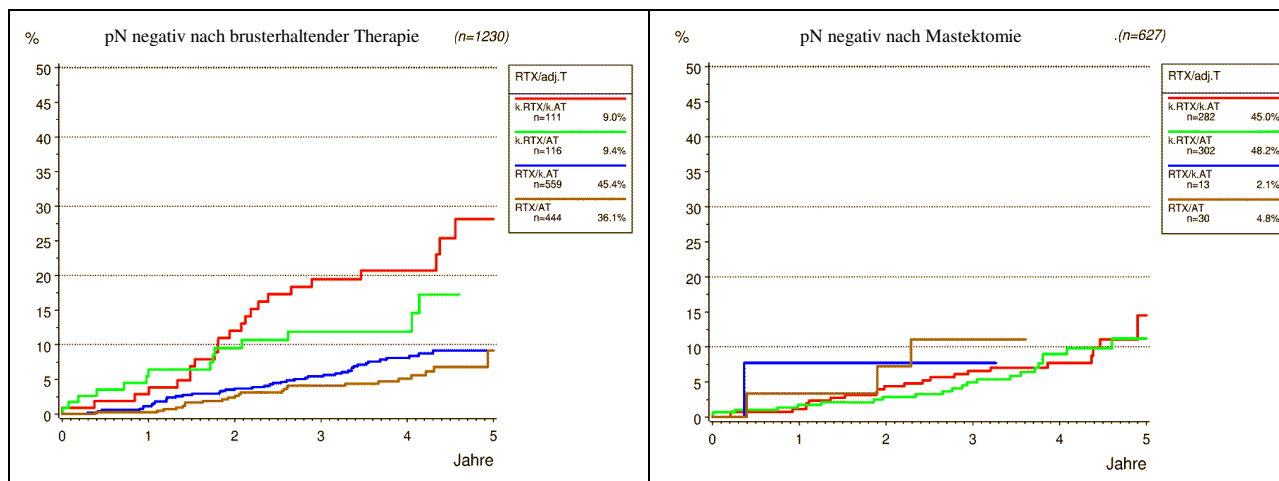 % pN negativ nach brusterhaltender Therapie (n=1230)
50
45
40
35
30
25
20
15
10
5
0
0 1 2 3 4 5
Jahre
RTX/adj.T
k.RTX/k.AT
n=111 9.0%
k.RTX/AT
n=116 9.4%
RTX/k.AT
n=559 45.4%
RTX/AT
n=444 36.1%
% pN negativ nach Mastektomie .(n=627)
50
45
40
35
30
25
20
15
10
5
0
0 1 2 3 4 5
Jahre
RTX/adj.T
k.RTX/k.AT
n=282 45.0%
k.RTX/AT
n=302 48.2%
RTX/k.AT
n=13 2.1%
RTX/AT
n=30 4.8%